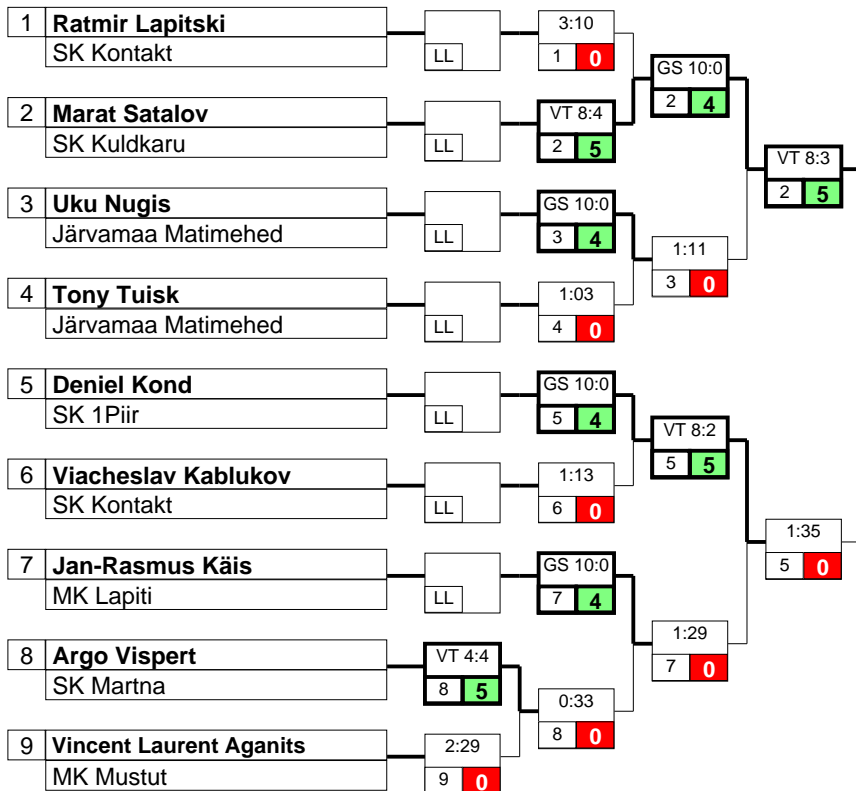 1 Ratmir Lapitski
SK Kontakt
LL
3:10
1 0
GS 10:0
2 4
2 Marat Satalov
SK Kuldkaru
LL
VT 8:4
2 5
VT 8:3
2 5
3 Uku Nugis
Järvamaa Matimehed
LL
GS 10:0
3 4
1:11
3 0
4 Tony Tuisk
Järvamaa Matimehed
LL
1:03
4 0
5 Deniel Kond
SK 1Piir
LL
GS 10:0
5 4
VT 8:2
5 5
6 Viacheslav Kablukov
SK Kontakt
LL
1:13
6 0
1:35
5 0
7 Jan-Rasmus Käis
MK Lapiti
LL
GS 10:0
7 4
1:29
7 0
8 Argo Vispert
SK Martna
VT 4:4
8 5
0:33
8 0
9 Vincent Laurent Aganits
MK Mustut
2:29
9 0